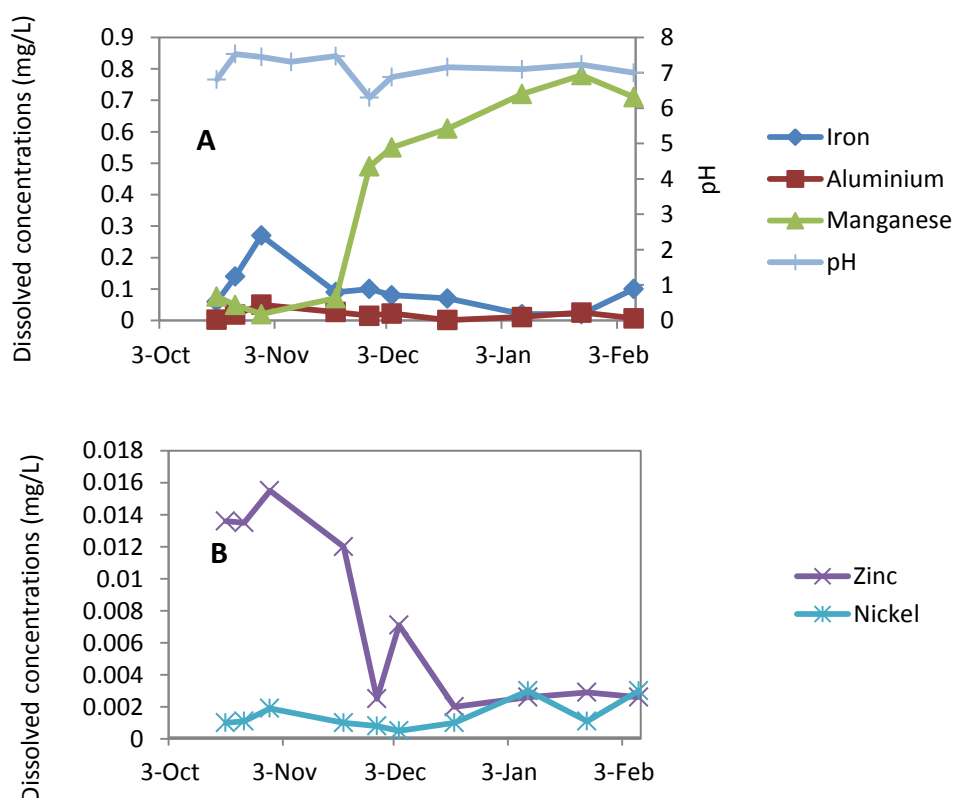 Dissolved concentrations (mg/L)
0.9
0.8
0.7
0.6
0.5
0.4
0.3
0.2
0.1
0
A
8
7
6
5
4
3
2
1
0
pH
3-Oct 3-Nov 3-Dec 3-Jan 3-Feb
Iron
Aluminium
Manganese
pH
Dissolved concentrations (mg/L)
0.018
0.016
0.014
0.012
0.01
0.008
0.006
0.004
0.002
0
B
3-Oct 3-Nov 3-Dec 3-Jan 3-Feb
Zinc
Nickel